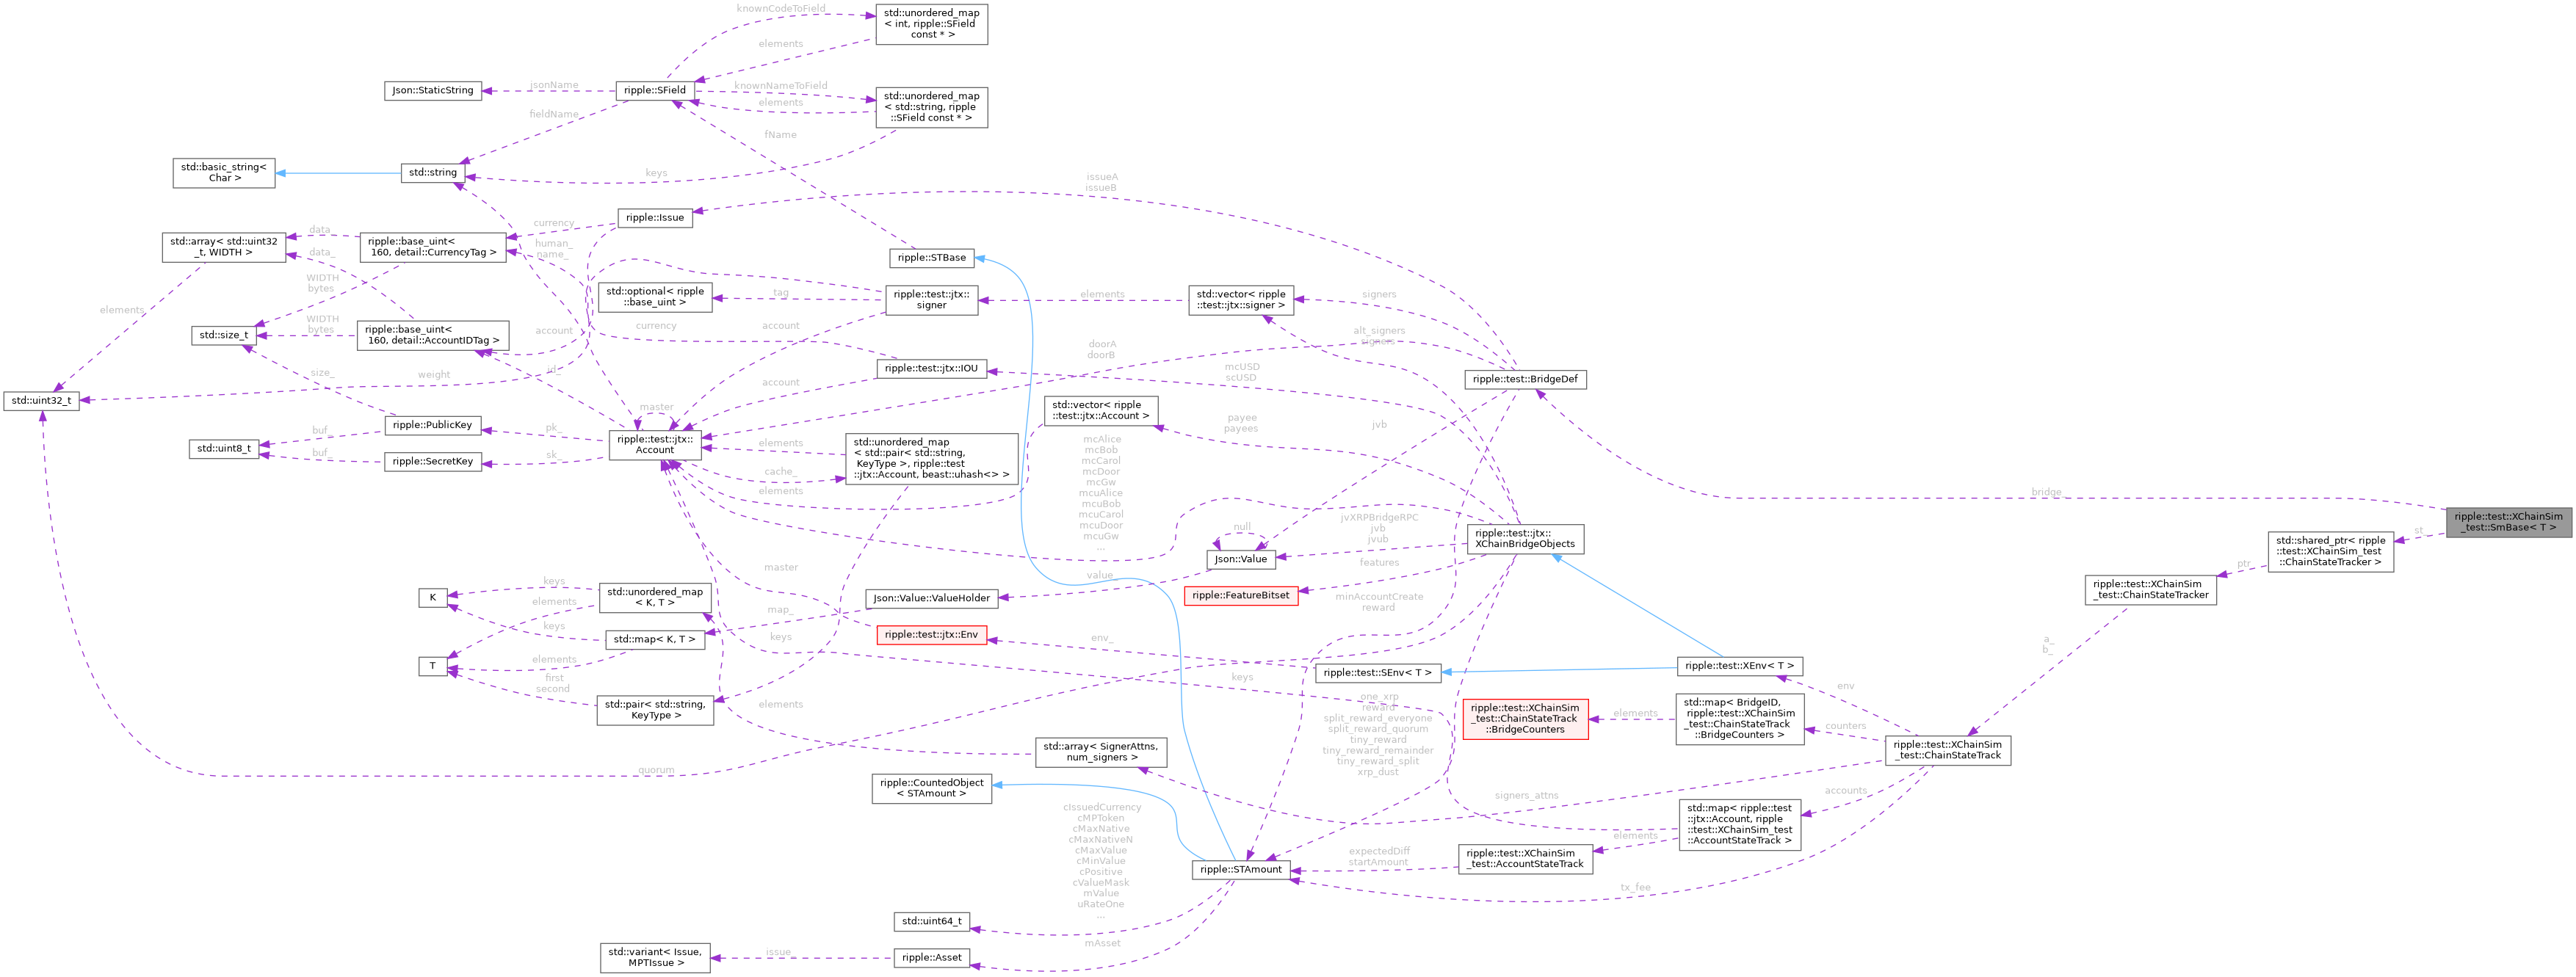 knownCodeToField
std::unordered_map
< int, ripple::SField
const * >
elements
Json::StaticString
jsonName
ripple::SField
knownNameToField
elements
std::unordered_map
< std::string, ripple
::SField const * >
fieldName
fName
std::basic_string<
Char >
std::string
keys
issueA
issueB
ripple::Issue
currency
std::array< std::uint32
_t, WIDTH >
data_
ripple::base_uint<
160, detail::CurrencyTag >
human_
name_
data_
ripple::STBase
WIDTH
bytes
std::optional< ripple
::base_uint >
tag
ripple::test::jtx::
signer
elements
std::vector< ripple
::test::jtx::signer >
signers
elements
std::size_t
WIDTH
bytes
ripple::base_uint<
160, detail::AccountIDTag >
account
currency
account
alt_signers
signers
doorA
doorB
ripple::test::jtx::IOU
mcUSD
scUSD
ripple::test::BridgeDef
size_
weight
id_
account
std::uint32_t
master
std::vector< ripple
::test::jtx::Account >
payee
payees
jvb
ripple::PublicKey
buf_
pk_
std::uint8_t
ripple::SecretKey
buf_
sk_
ripple::test::jtx::
Account
elements
cache_
elements
std::unordered_map
< std::pair< std::string,
KeyType >, ripple::test
::jtx::Account, beast::uhash<> >
mcAlice
mcBob
mcCarol
mcDoor
mcGw
mcuAlice
mcuBob
mcuCarol
mcuDoor
mcuGw
...
bridge_
ripple::test::XChainSim
_test::SmBase< T >
st_
std::shared_ptr< ripple
::test::XChainSim_test
::ChainStateTracker >
ptr
ripple::test::XChainSim
_test::ChainStateTracker
jvXRPBridgeRPC
jvb
jvub
ripple::test::jtx::
XChainBridgeObjects
null
Json::Value
features
ripple::FeatureBitset
value_
Json::Value::ValueHolder
master
minAccountCreate
reward
K
keys
std::unordered_map
< K, T >
elements
keys
std::map< K, T >
map_
keys
ripple::test::jtx::Env
env_
ripple::test::SEnv< T >
ripple::test::XEnv< T >
a_
b_
T
elements
first
second
std::pair< std::string,
KeyType >
elements
keys
env
one_xrp
reward
split_reward_everyone
split_reward_quorum
tiny_reward
tiny_reward_remainder
tiny_reward_split
xrp_dust
ripple::test::XChainSim
_test::ChainStateTrack
::BridgeCounters
elements
std::map< BridgeID,
ripple::test::XChainSim
_test::ChainStateTrack
::BridgeCounters >
counters
ripple::test::XChainSim
_test::ChainStateTrack
std::array< SignerAttns,
num_signers >
quorum
signers_attns
accounts
ripple::CountedObject
< STAmount >
cIssuedCurrency
cMPToken
cMaxNative
cMaxNativeN
cMaxValue
cMinValue
cPositive
cValueMask
mValue
uRateOne
...
std::map< ripple::test
::jtx::Account, ripple
::test::XChainSim_test
::AccountStateTrack >
elements
ripple::test::XChainSim
_test::AccountStateTrack
expectedDiff
startAmount
ripple::STAmount
tx_fee
std::uint64_t
mAsset
ripple::Asset
issue_
std::variant< Issue,
MPTIssue >